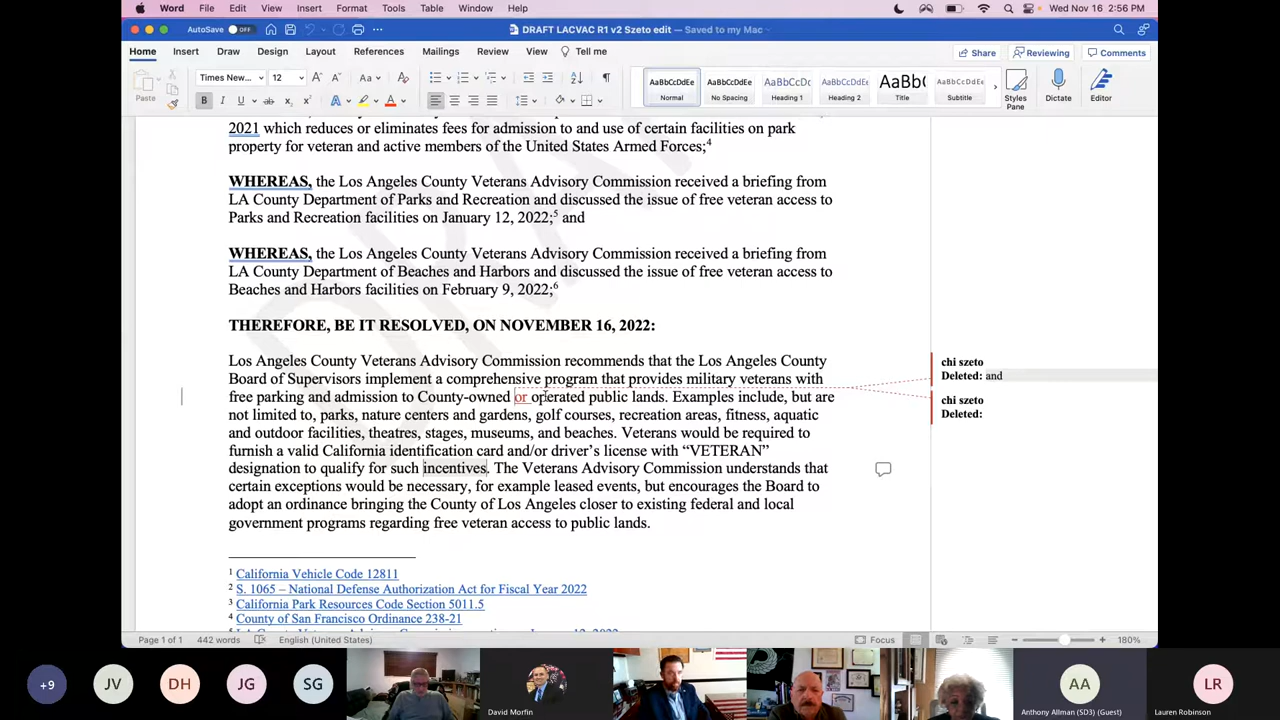 Word File Edit View Insert Format Tools Table Window Help Wed Nov 16 2:56 PM
AutoSave OFF DRAFT LACVAC R1 v2 Szeto edit — Saved to my Mac
Home Insert Draw Design Layout References Mailings Review View Tell me Share Reviewing Comments
Paste Times New... 12 A A Aa AaBbCcDdEe AaBbCcDdEe AaBbCcDc AaBbCcDdEe AaBb( AaBbCcDdEe
B I U ab x₂ x² A A Normal No Spacing Heading 1 Heading 2 Title Subtitle Styles Pane Dictate Editor
2021 which reduces or eliminates fees for admission to and use of certain facilities on park
property for veteran and active members of the United States Armed Forces;⁴
WHEREAS, the Los Angeles County Veterans Advisory Commission received a briefing from
LA County Department of Parks and Recreation and discussed the issue of free veteran access to
Parks and Recreation facilities on January 12, 2022;⁵ and
WHEREAS, the Los Angeles County Veterans Advisory Commission received a briefing from
LA County Department of Beaches and Harbors and discussed the issue of free veteran access to
Beaches and Harbors facilities on February 9, 2022;⁶
THEREFORE, BE IT RESOLVED, ON NOVEMBER 16, 2022:
Los Angeles County Veterans Advisory Commission recommends that the Los Angeles County
Board of Supervisors implement a comprehensive program that provides military veterans with
free parking and admission to County-owned or operated public lands. Examples include, but are
not limited to, parks, nature centers and gardens, golf courses, recreation areas, fitness, aquatic
and outdoor facilities, theatres, stages, museums, and beaches. Veterans would be required to
furnish a valid California identification card and/or driver’s license with “VETERAN”
designation to qualify for such incentives. The Veterans Advisory Commission understands that
certain exceptions would be necessary, for example leased events, but encourages the Board to
adopt an ordinance bringing the County of Los Angeles closer to existing federal and local
government programs regarding free veteran access to public lands.
chi szeto
Deleted: and
chi szeto
Deleted:
¹ California Vehicle Code 12811
² S. 1065 – National Defense Authorization Act for Fiscal Year 2022
³ California Park Resources Code Section 5011.5
⁴ County of San Francisco Ordinance 238-21
Page 1 of 1 442 words English (United States) Focus 180%
+9 JV DH JG SG David Morfin AA Anthony Allman (SD3) (Guest) LR Lauren Robinson